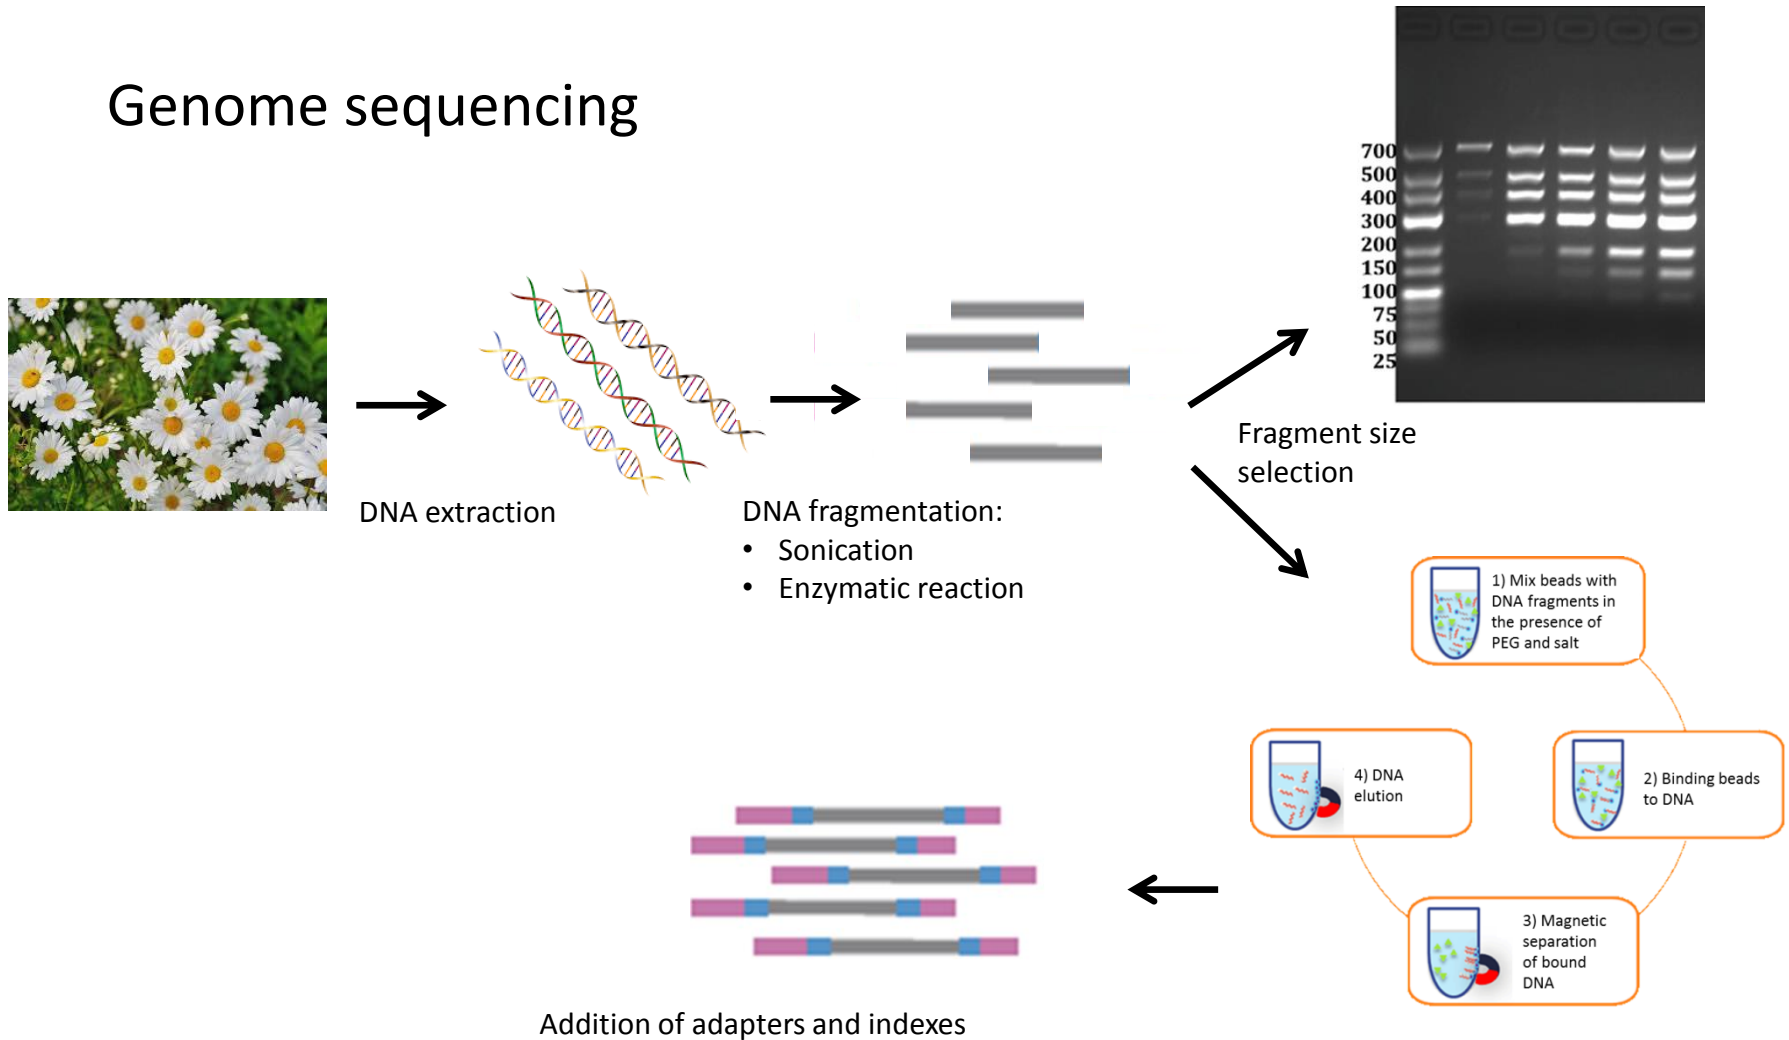 Genome sequencing
700
500
400
300
200
150
100
75
50
25
DNA extraction
DNA fragmentation:
• Sonication
• Enzymatic reaction
Fragment size
selection
1) Mix beads with
DNA fragments in
the presence of
PEG and salt
2) Binding beads
to DNA
3) Magnetic
separation
of bound
DNA
4) DNA
elution
Addition of adapters and indexes